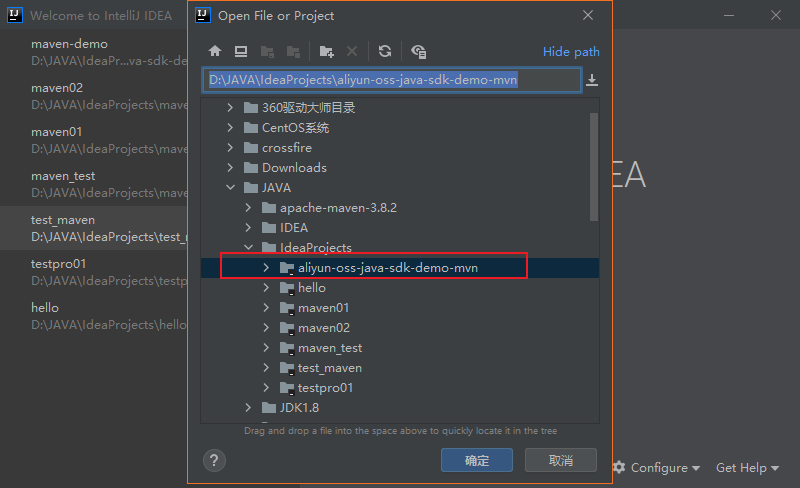 Welcome to IntelliJ IDEA
maven-demo
D:\JAVA\IdeaPr...va-sdk-de
maven02
D:\JAVA\IdeaProjects\mave
maven01
D:\JAVA\IdeaProjects\mave
maven_test
D:\JAVA\IdeaProjects\mave
test_maven
D:\JAVA\IdeaProjects\test_
testpro01
D:\JAVA\IdeaProjects\testp
hello
D:\JAVA\IdeaProjects\hello
Open File or Project
Hide path
D:\JAVA\IdeaProjects\aliyun-oss-java-sdk-demo-mvn
360驱动大师目录
CentOS系统
crossfire
Downloads
JAVA
apache-maven-3.8.2
IDEA
IdeaProjects
aliyun-oss-java-sdk-demo-mvn
hello
maven01
maven02
maven_test
test_maven
testpro01
JDK1.8
Drag and drop a file into the space above to quickly locate it in the tree
?
确定
取消
EA
Configure
Get Help